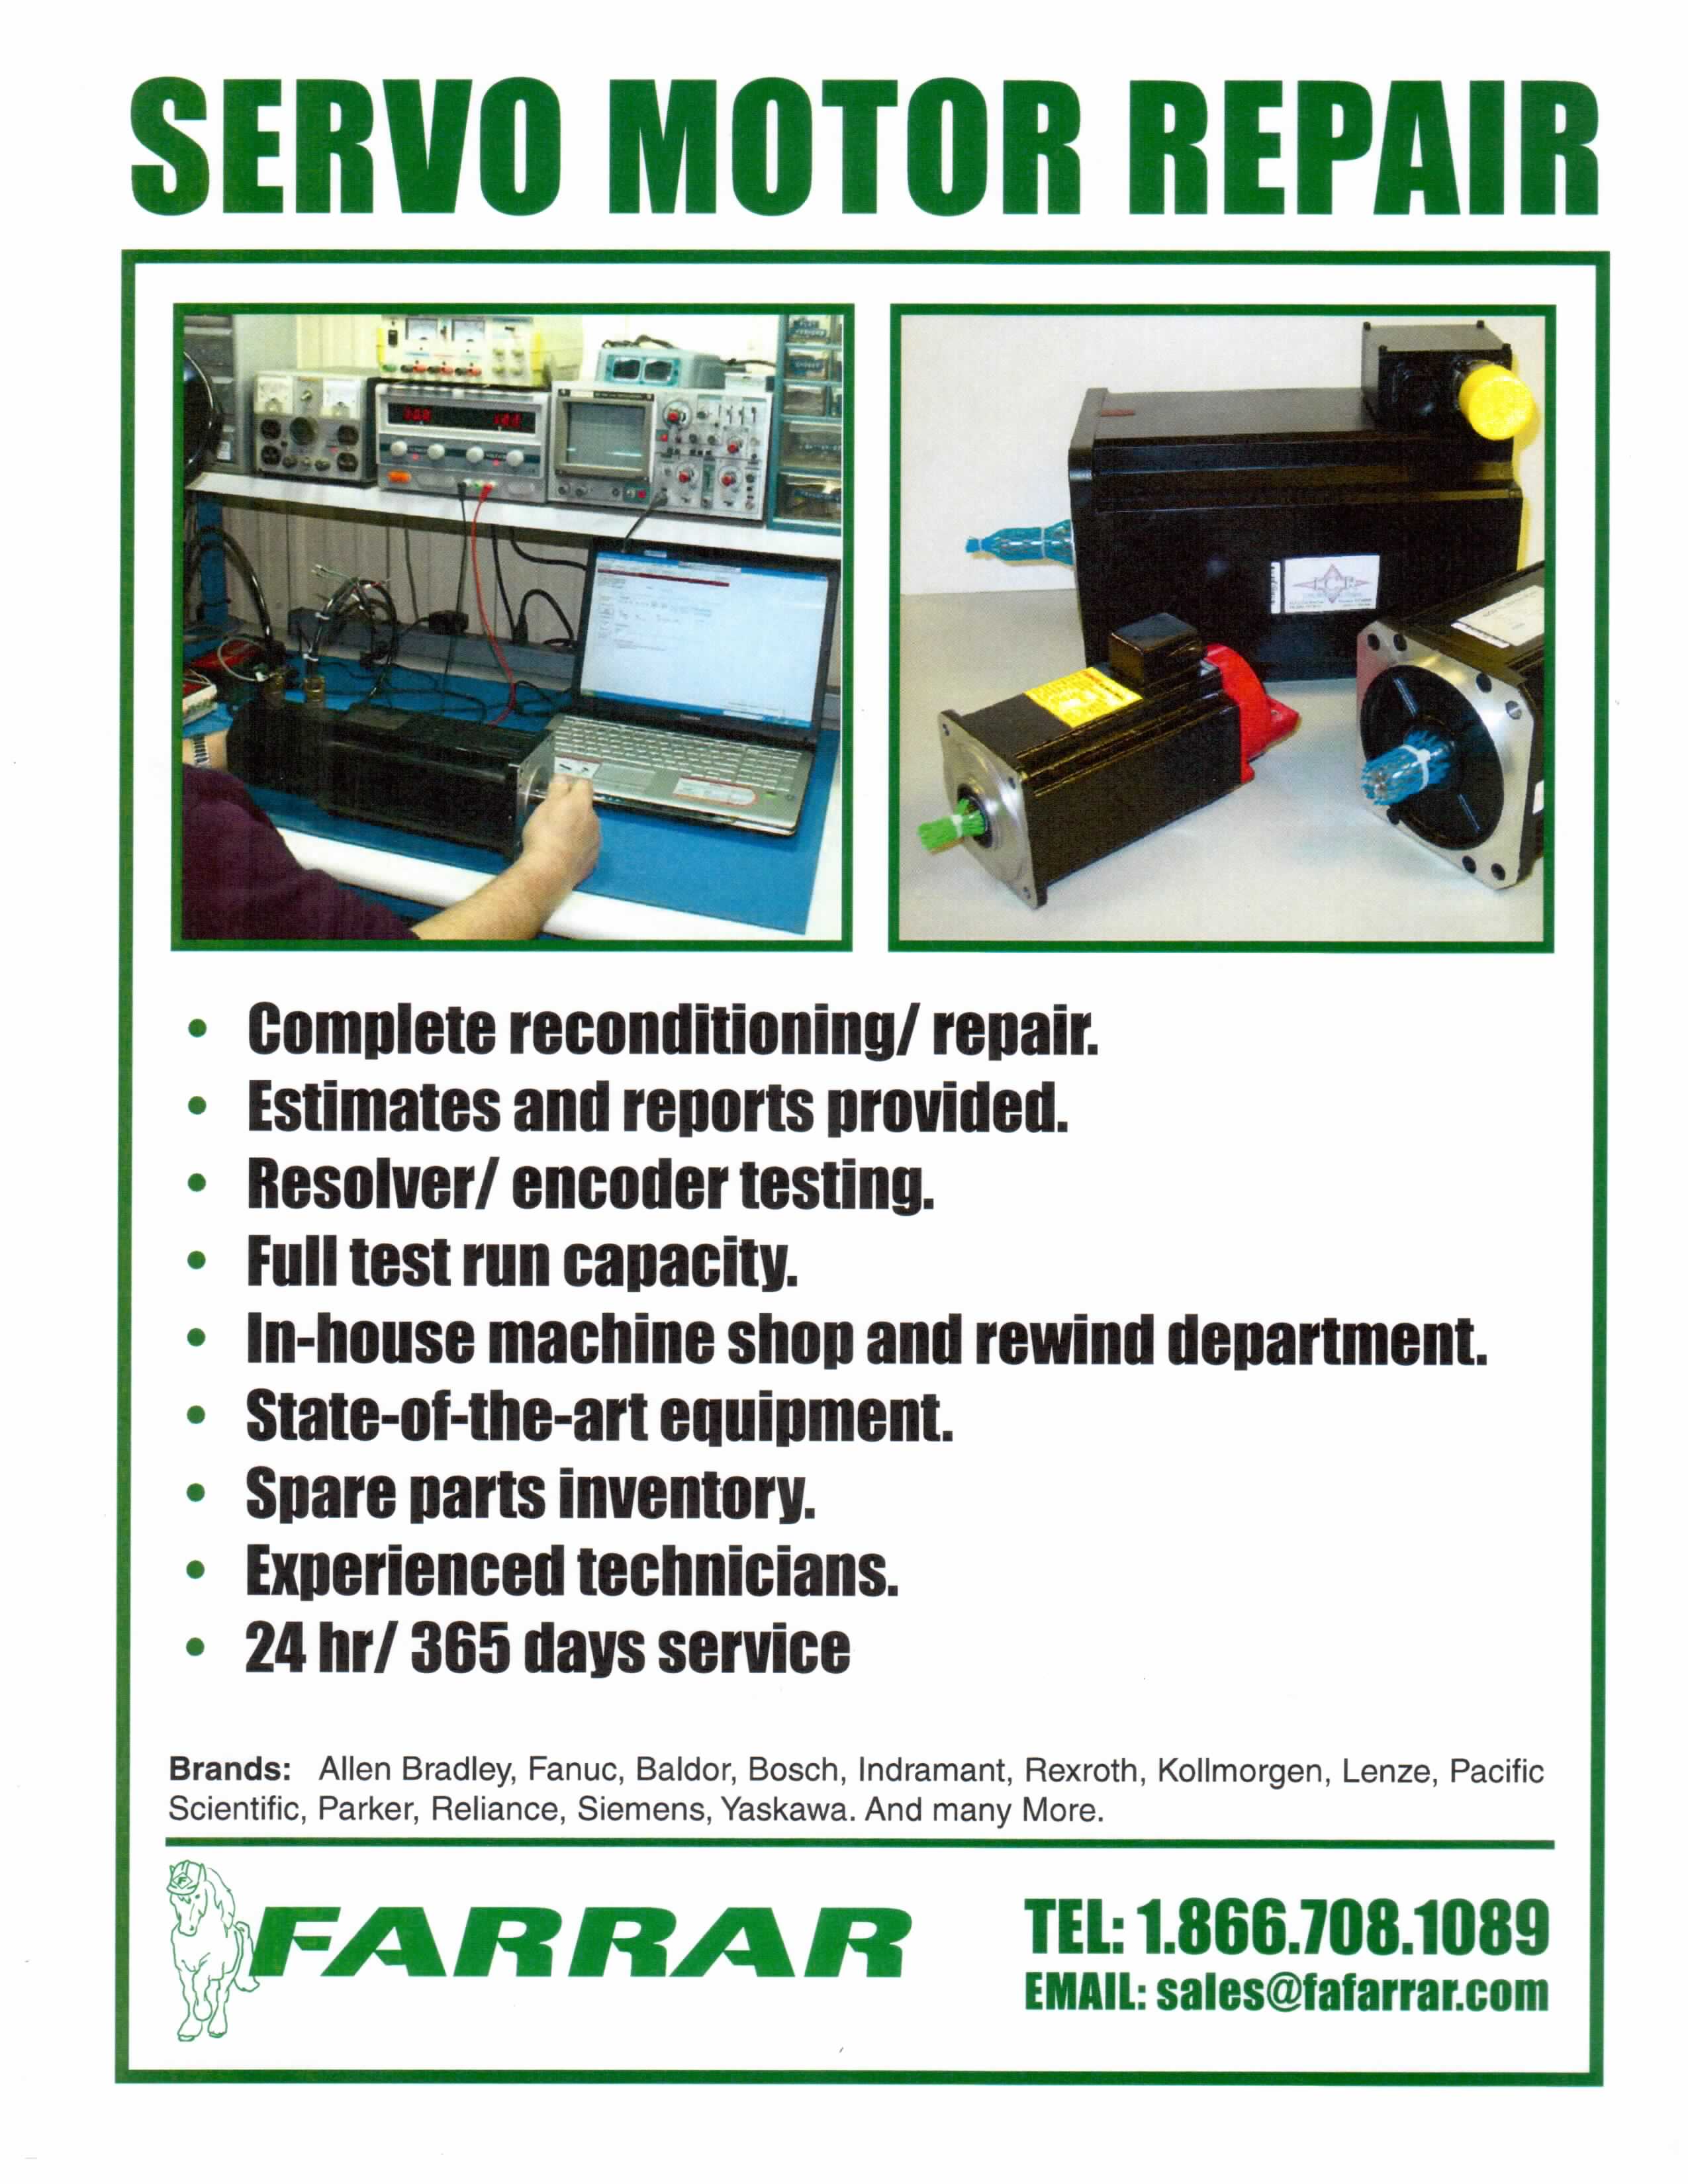 SERVO MOTOR REPAIR
• Complete reconditioning/ repair.
• Estimates and reports provided.
• Resolver/ encoder testing.
• Full test run capacity.
• In-house machine shop and rewind department.
• State-of-the-art equipment.
• Spare parts inventory.
• Experienced technicians.
• 24 hr/ 365 days service
Brands: Allen Bradley, Fanuc, Baldor, Bosch, Indramant, Rexroth, Kollmorgen, Lenze, Pacific
Scientific, Parker, Reliance, Siemens, Yaskawa. And many More.
FARRAR
TEL: 1.866.708.1089
EMAIL: sales@fafarrar.com